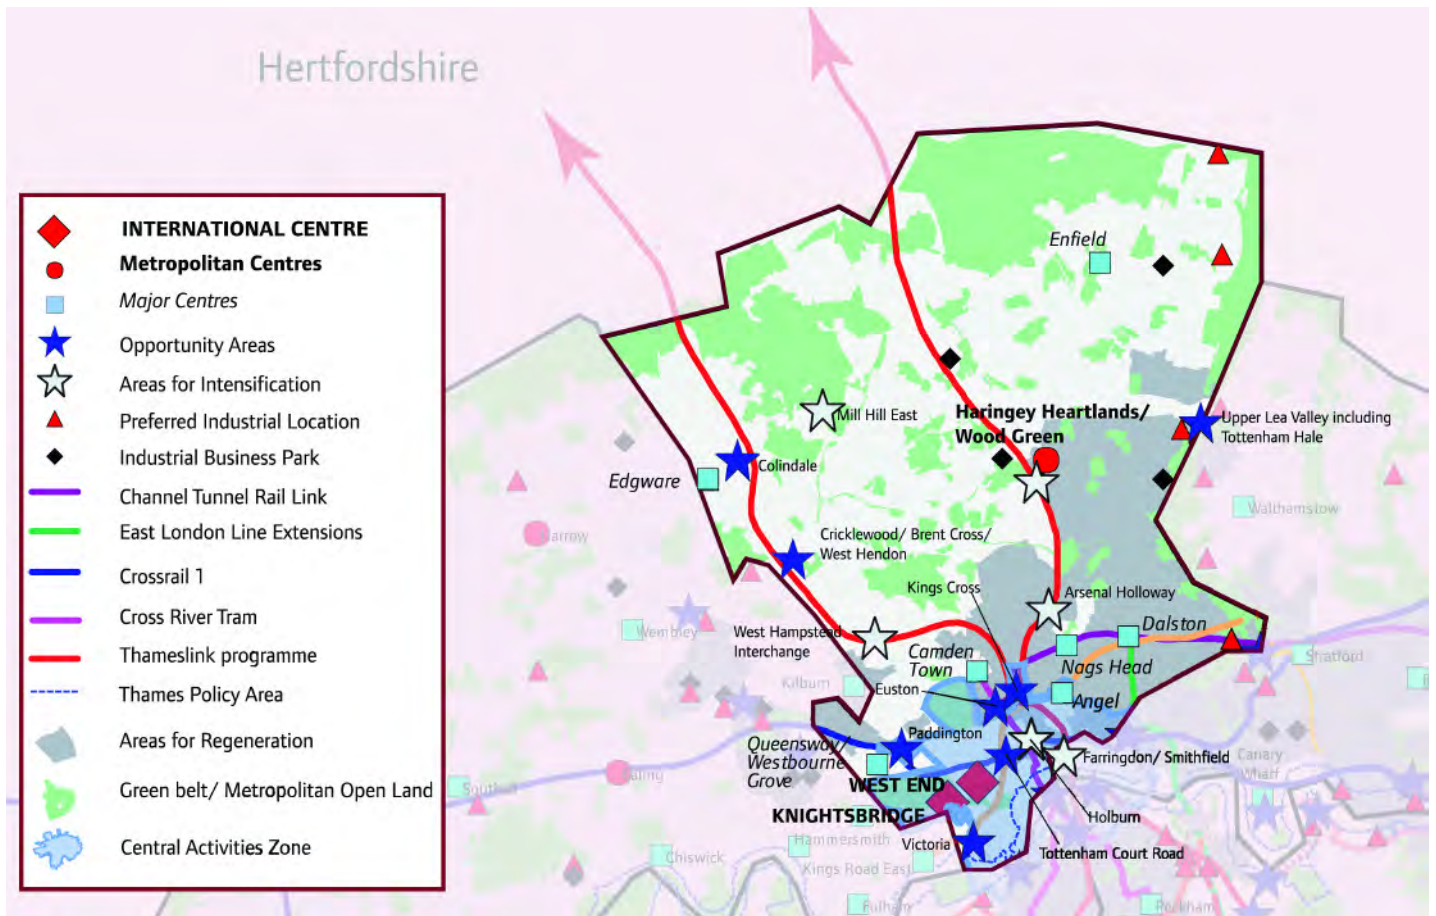 Hertfordshire
INTERNATIONAL CENTRE
Metropolitan Centres
Major Centres
Opportunity Areas
Areas for Intensification
Preferred Industrial Location
Industrial Business Park
Channel Tunnel Rail Link
East London Line Extensions
Crossrail 1
Cross River Tram
Thameslink programme
Thames Policy Area
Areas for Regeneration
Green belt/ Metropolitan Open Land
Central Activities Zone
Enfield
Mill Hill East
Haringey Heartlands/
Wood Green
Upper Lea Valley including
Tottenham Hale
Colindale
Edgware
Walthamstow
Harrow
Cricklewood/ Brent Cross/
West Hendon
Kings Cross
Arsenal Holloway
Wembley
West Hampstead
Interchange
Dalston
Camden
Town
Nags Head
Stratford
Kilburn
Euston
Angel
Paddington
Queensway/
Westbourne
Grove
Farringdon/ Smithfield
Canary
Wharf
Ealing
Southall
WEST END
KNIGHTSBRIDGE
Holburn
Hammersmith
Victoria
Tottenham Court Road
Chiswick
Kings Road East
Fulham
Peckham